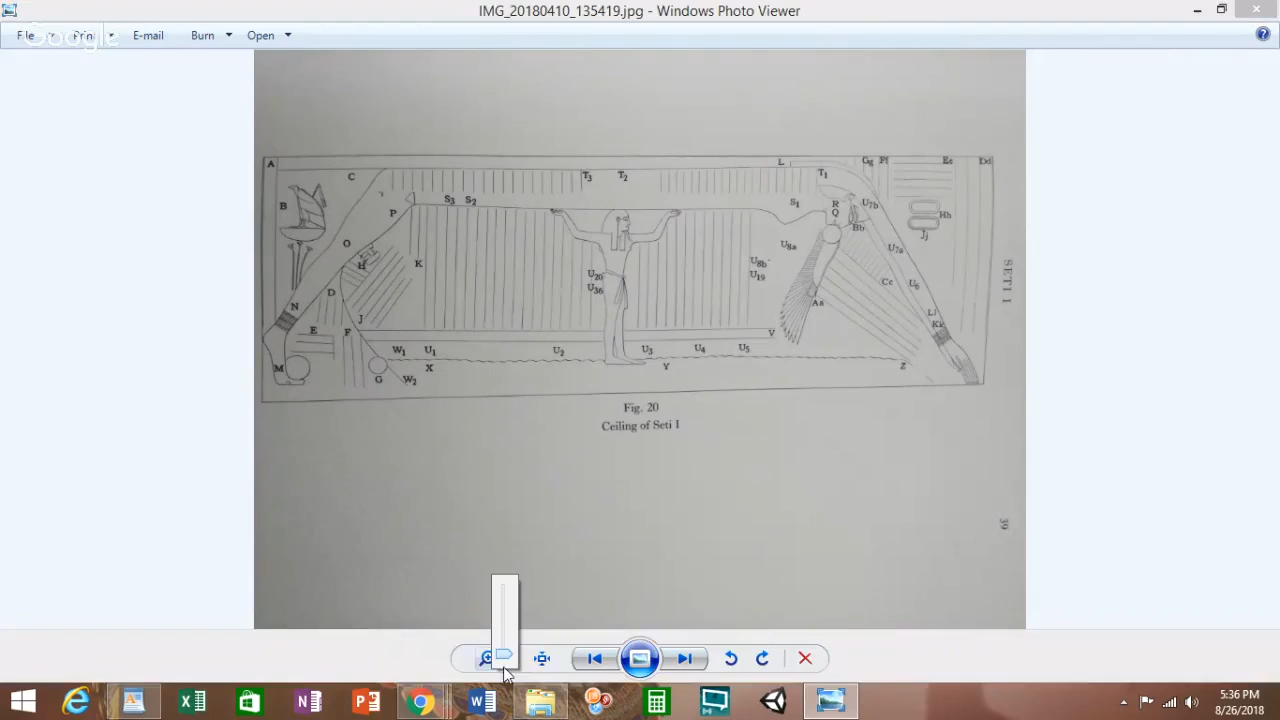 IMG_20180410_135419.jpg - Windows Photo Viewer
File Print E-mail Burn Open
Google
A L Gg Ff Ee Dd
C T3 T2 T1
B S3 S2 S1 R U7b
P Q Hh
O Bb Jj
H K U8a U7a
U8b
D U20 U19 Cc U6
U36 Aa
N Ll
E F J V Kk
W1 U1 U2 U3 U4 U5
M G X Y Z
W2
SETI I
Fig. 20
Ceiling of Seti I
39
5:36 PM
8/26/2018